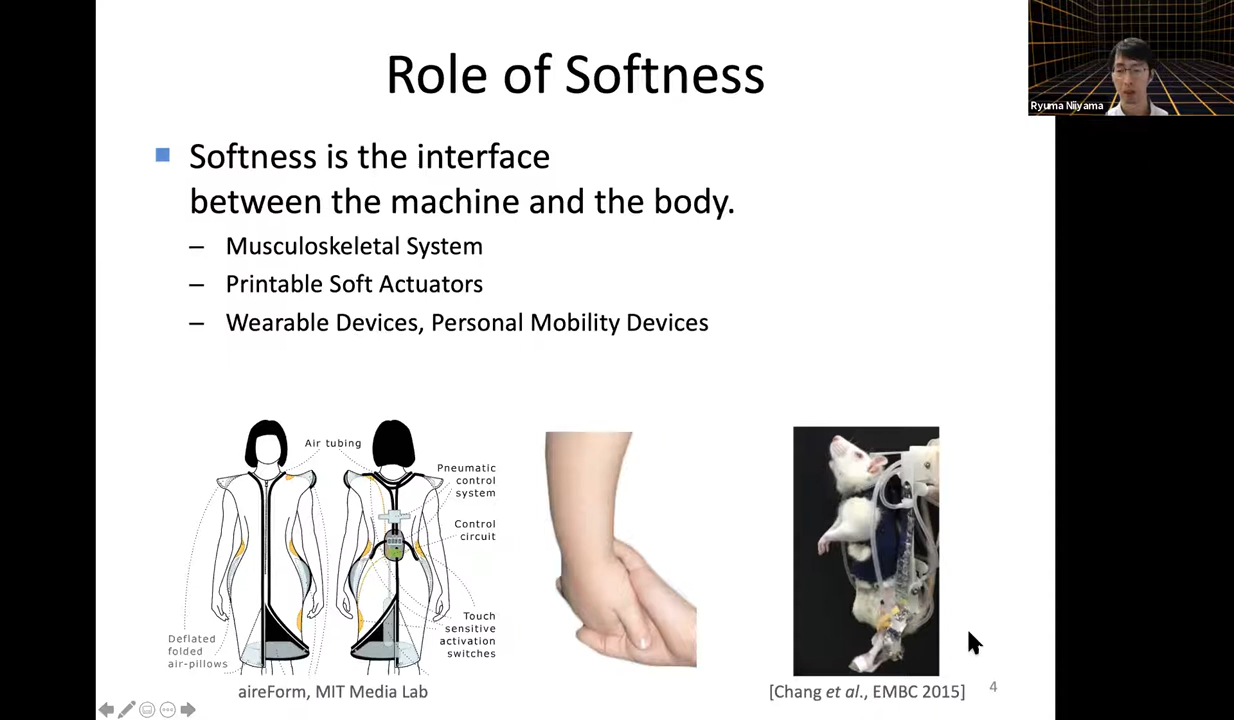 Role of Softness
Ryuma Niiyama
Softness is the interface
between the machine and the body.
– Musculoskeletal System
– Printable Soft Actuators
– Wearable Devices, Personal Mobility Devices
Air tubing
Pneumatic
control
system
Control
circuit
Touch
sensitive
activation
switches
Deflated
folded
air-pillows
aireForm, MIT Media Lab
[Chang et al., EMBC 2015]
4